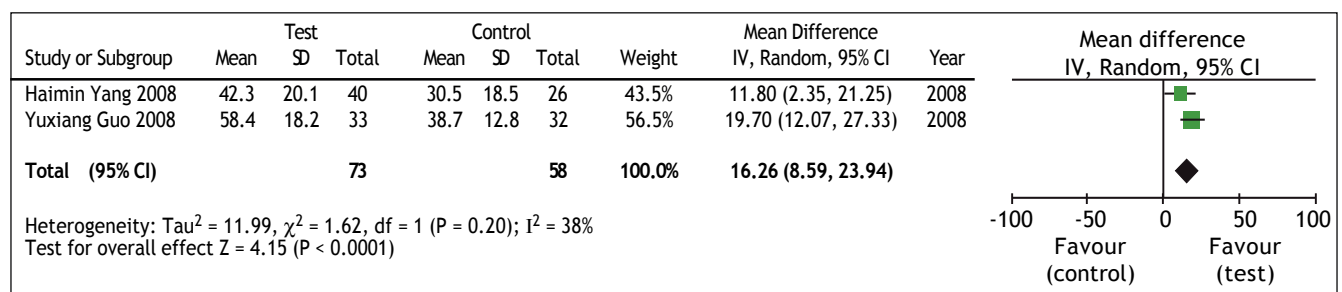 Test Control Mean Difference Mean difference
Study or Subgroup Mean SD Total Mean SD Total Weight IV, Random, 95% CI Year IV, Random, 95% CI
Haimin Yang 2008 42.3 20.1 40 30.5 18.5 26 43.5% 11.80 (2.35, 21.25) 2008
Yuxiang Guo 2008 58.4 18.2 33 38.7 12.8 32 56.5% 19.70 (12.07, 27.33) 2008
Total (95% CI) 73 58 100.0% 16.26 (8.59, 23.94)
Heterogeneity: Tau² = 11.99, χ² = 1.62, df = 1 (P = 0.20); I² = 38%
Test for overall effect Z = 4.15 (P < 0.0001)
-100 -50 0 50 100
Favour Favour
(control) (test)